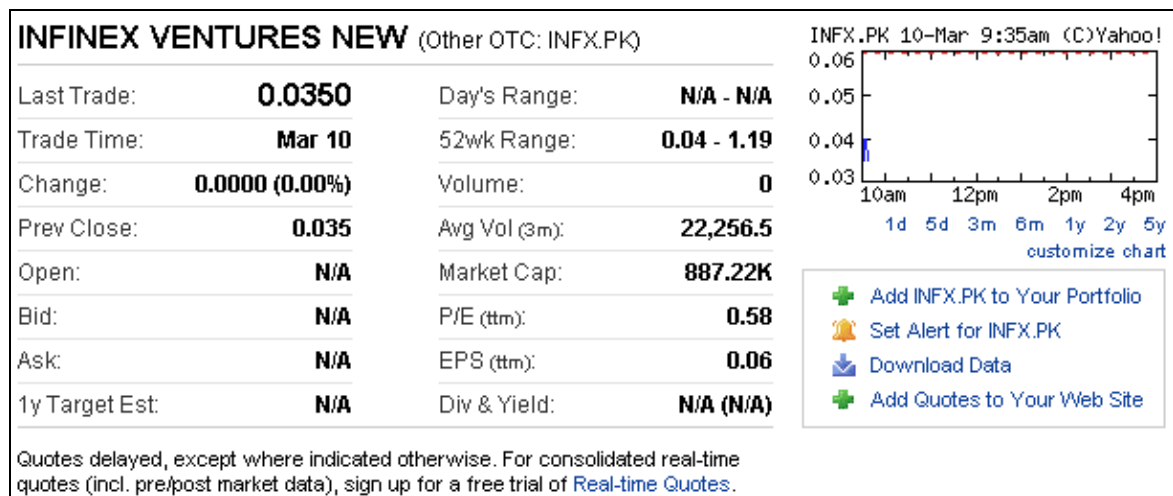 INFINEX VENTURES NEW (Other OTC: INFX.PK)
Last Trade: 0.0350
Trade Time: Mar 10
Change: 0.0000 (0.00%)
Prev Close: 0.035
Open: N/A
Bid: N/A
Ask: N/A
1y Target Est: N/A
Day's Range: N/A - N/A
52wk Range: 0.04 - 1.19
Volume: 0
Avg Vol (3m): 22,256.5
Market Cap: 887.22K
P/E (ttm): 0.58
EPS (ttm): 0.06
Div & Yield: N/A (N/A)
Quotes delayed, except where indicated otherwise. For consolidated real-time
quotes (incl. pre/post market data), sign up for a free trial of Real-time Quotes.
INFX.PK 10-Mar 9:35am (C)Yahoo!
0.06
0.05
0.04
0.03
10am 12pm 2pm 4pm
1d 5d 3m 6m 1y 2y 5y
customize chart
Add INFX.PK to Your Portfolio
Set Alert for INFX.PK
Download Data
Add Quotes to Your Web Site